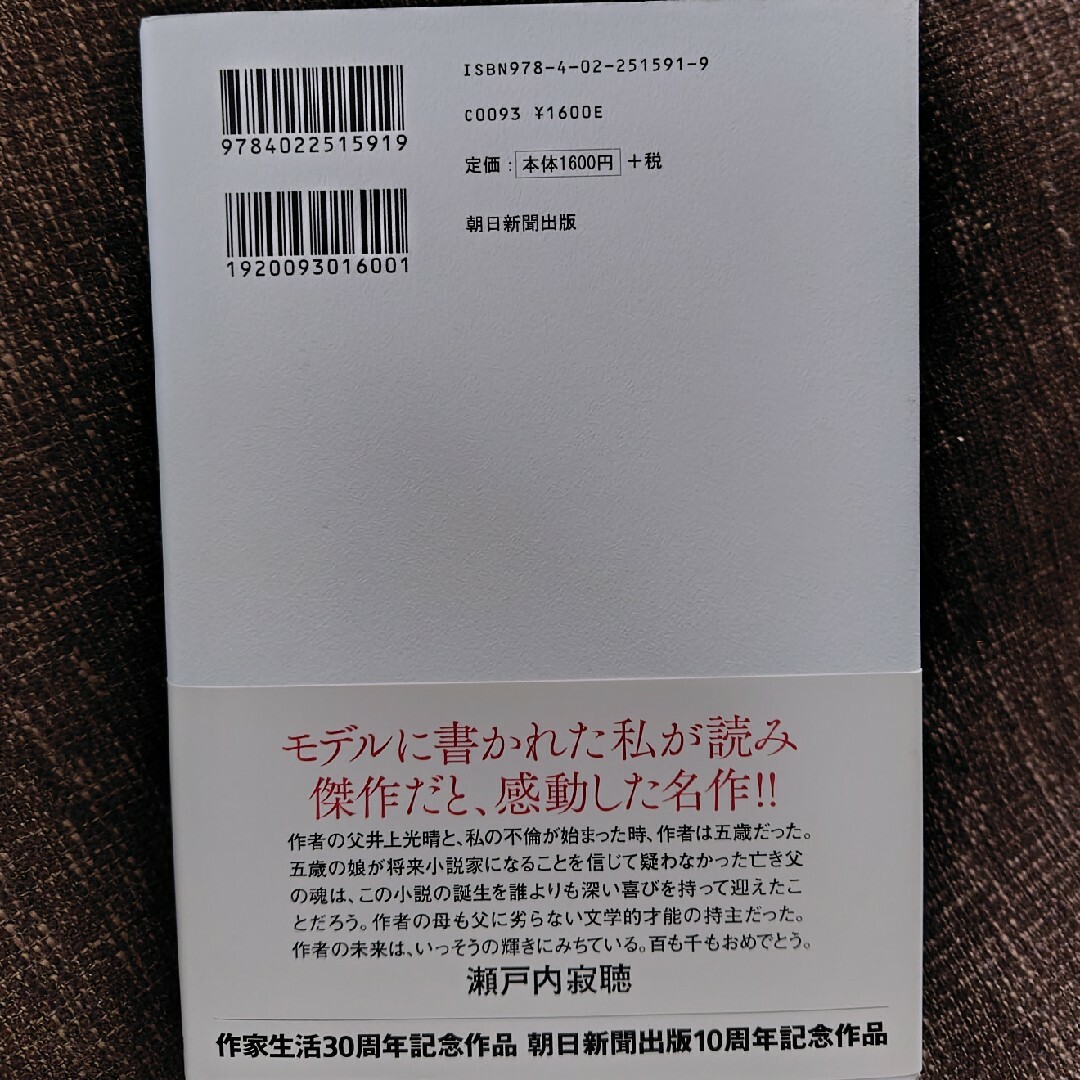 ISBN978-4-02-251591-9
C0093 ¥1600E
定価：本体1600円＋税
朝日新聞出版
9784022515919
1920093016001
モデルに書かれた私が読み
傑作だと、感動した名作!!
作者の父井上光晴と、私の不倫が始まった時、作者は五歳だった。
五歳の娘が将来小説家になることを信じて疑わなかった亡き父
の魂は、この小説の誕生を誰よりも深い喜びを持って迎えたこ
とだろう。作者の母も父に劣らない文学的才能の持主だった。
作者の未来は、いっそうの輝きにみちている。百も千もおめでとう。
瀬戸内寂聴
作家生活30周年記念作品 朝日新聞出版10周年記念作品